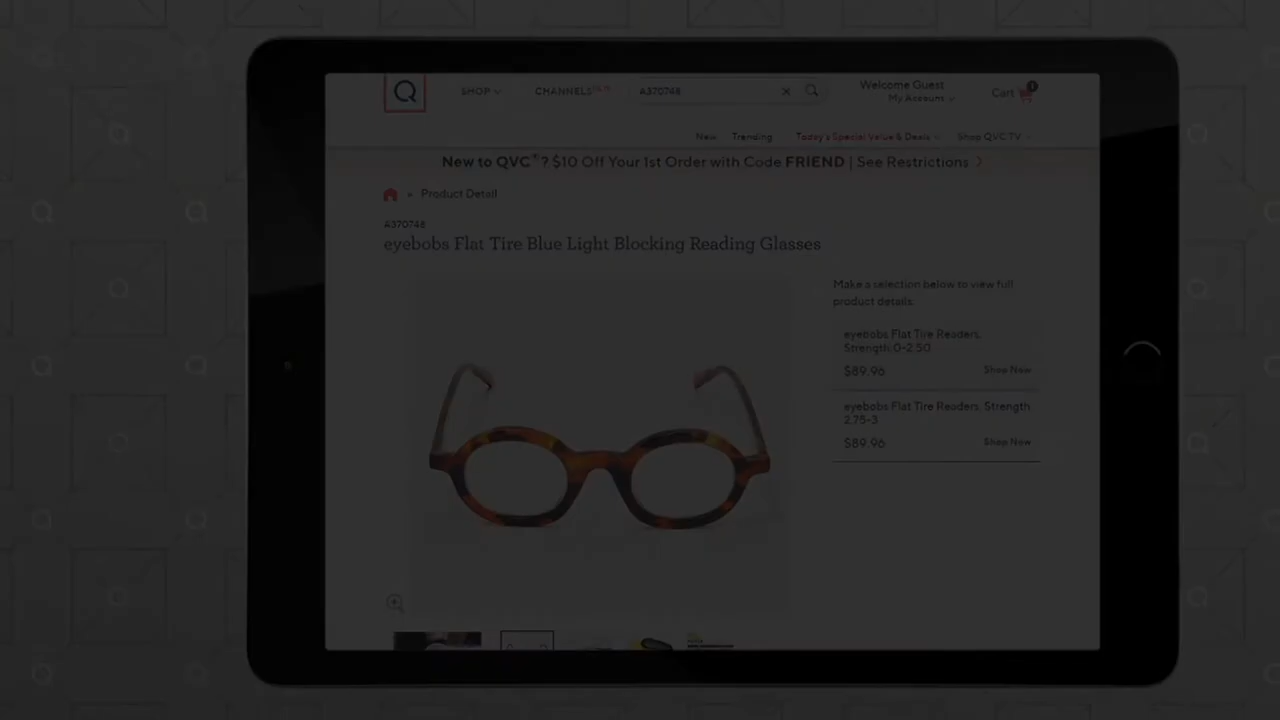 Q
SHOP
CHANNELS
A370748
Welcome Guest
My Account
Cart
1
New
Trending
Today's Special Value & Deals
Shop QVC TV
New to QVC®? $10 Off Your 1st Order with Code FRIEND | See Restrictions
Product Detail
A370748
eyebobs Flat Tire Blue Light Blocking Reading Glasses
Make a selection below to view full
product details:
eyebobs Flat Tire Readers,
Strength:0-2.50
$89.96
Shop Now
eyebobs Flat Tire Readers, Strength:
2.75-3
$89.96
Shop Now